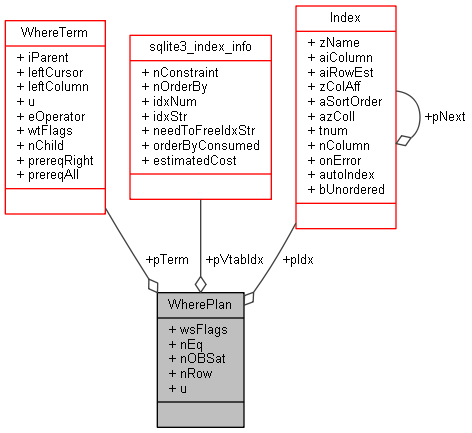 WhereTerm
+ iParent
+ leftCursor
+ leftColumn
+ u
+ eOperator
+ wtFlags
+ nChild
+ prereqRight
+ prereqAll
sqlite3_index_info
+ nConstraint
+ nOrderBy
+ idxNum
+ idxStr
+ needToFreeIdxStr
+ orderByConsumed
+ estimatedCost
Index
+ zName
+ aiColumn
+ aiRowEst
+ zColAff
+ aSortOrder
+ azColl
+ tnum
+ nColumn
+ onError
+ autoIndex
+ bUnordered
+pNext
+pTerm
+pVtabIdx
+pIdx
WherePlan
+ wsFlags
+ nEq
+ nOBSat
+ nRow
+ u